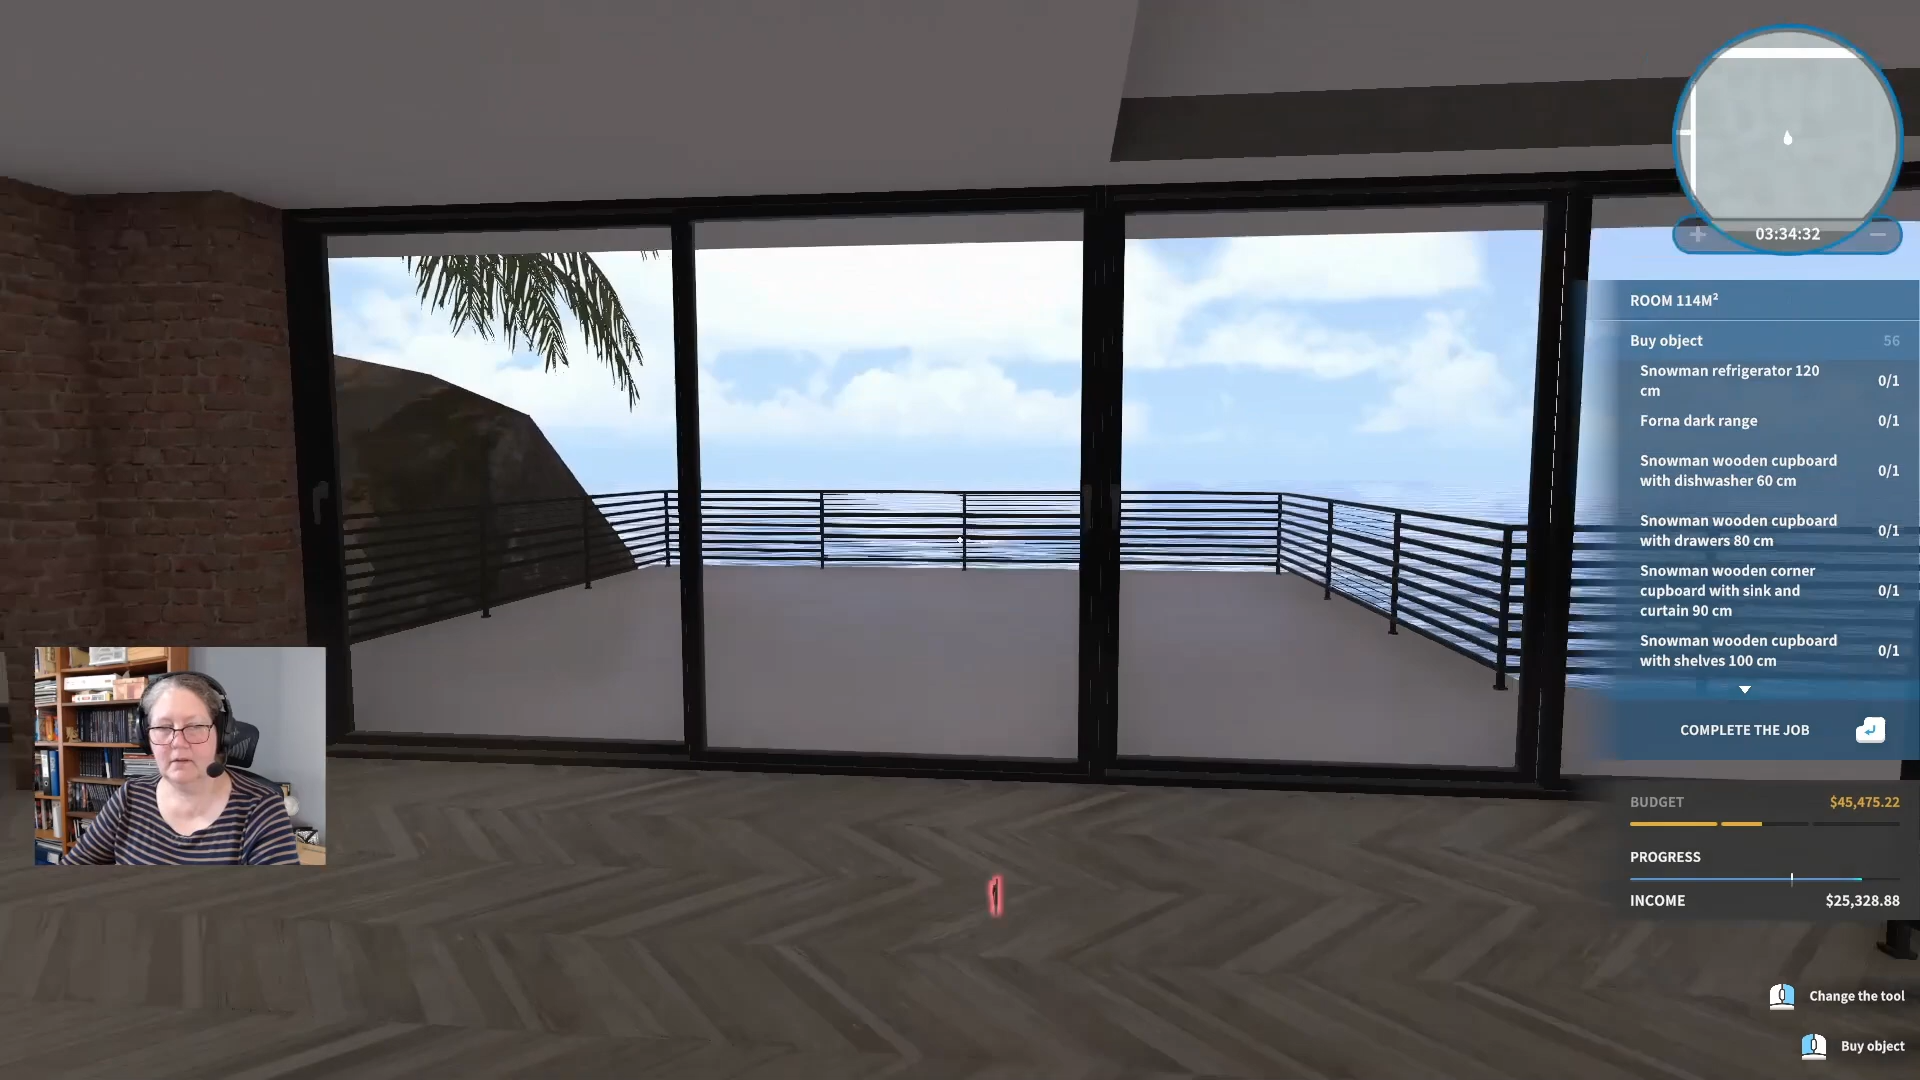 03:34:32
ROOM 114M²
Buy object 56
Snowman refrigerator 120
cm 0/1
Forna dark range 0/1
Snowman wooden cupboard
with dishwasher 60 cm 0/1
Snowman wooden cupboard
with drawers 80 cm 0/1
Snowman wooden corner
cupboard with sink and 0/1
curtain 90 cm
Snowman wooden cupboard
with shelves 100 cm 0/1
COMPLETE THE JOB
BUDGET $45,475.22
PROGRESS
INCOME $25,328.88
Change the tool
Buy object